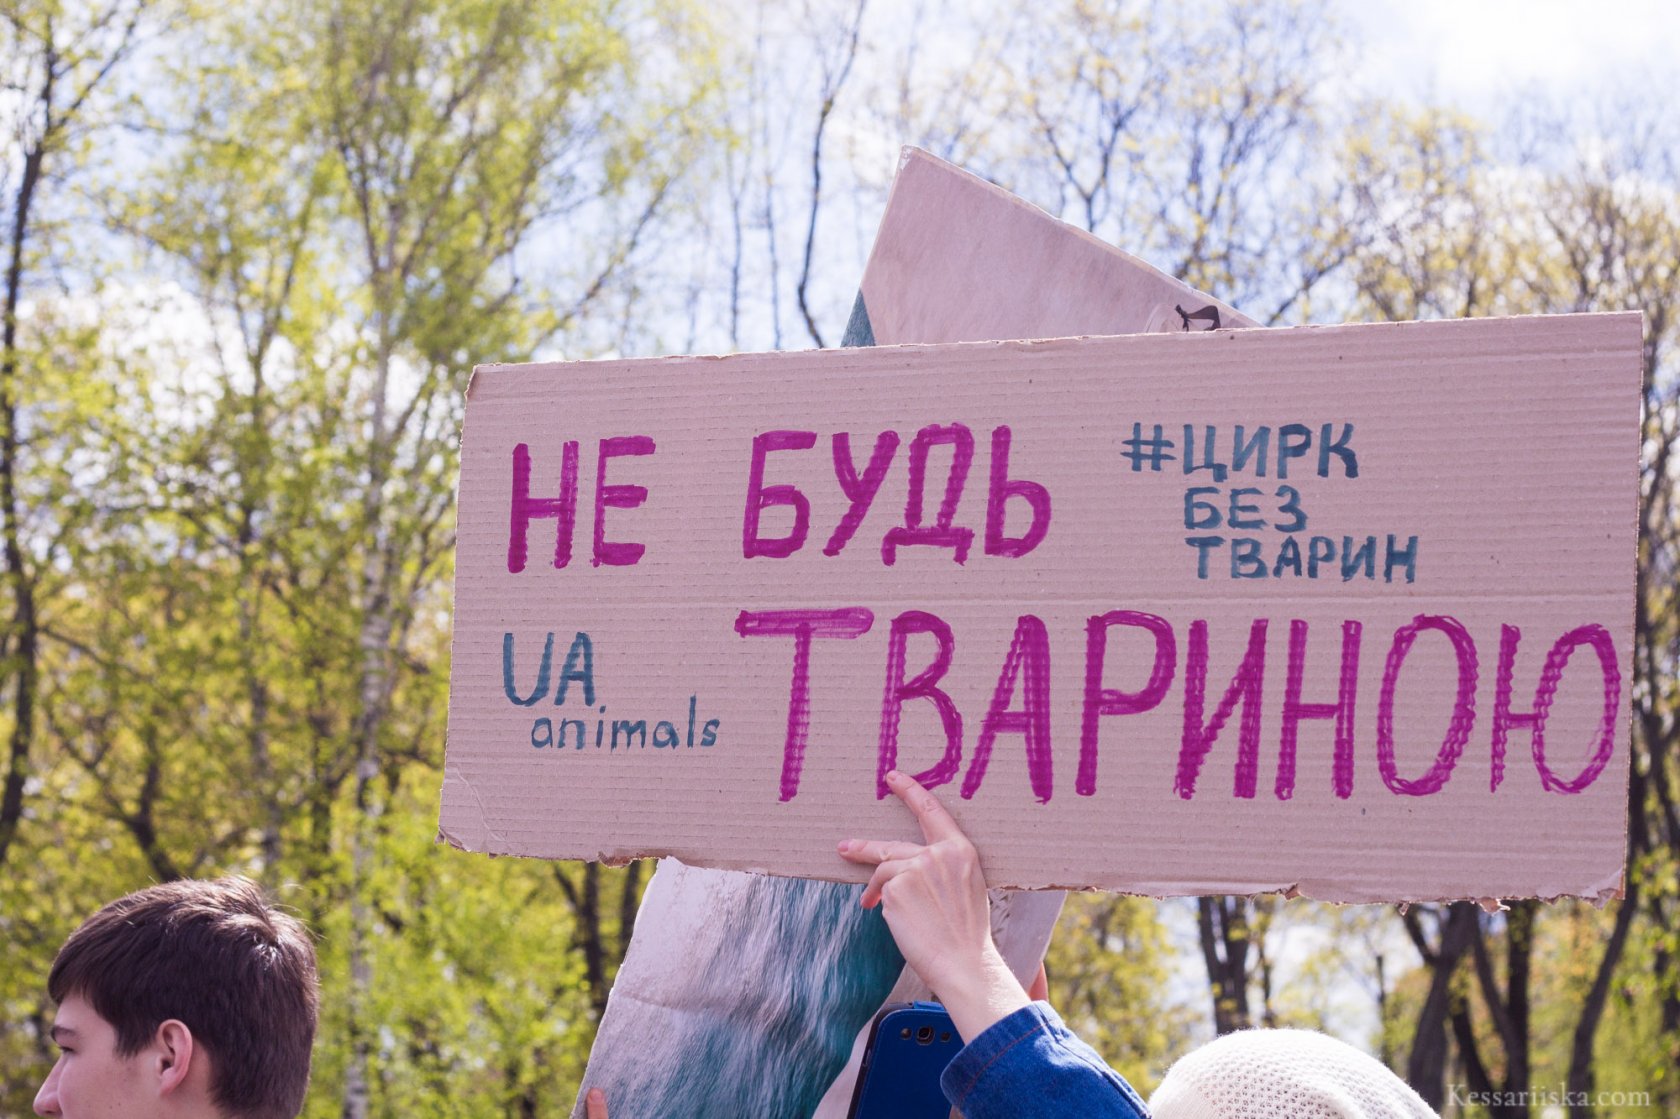 НЕ БУДЬ
#ЦИРК
БЕЗ
ТВАРИН
UA
animals
ТВАРИНОЮ
Kessariiska.com